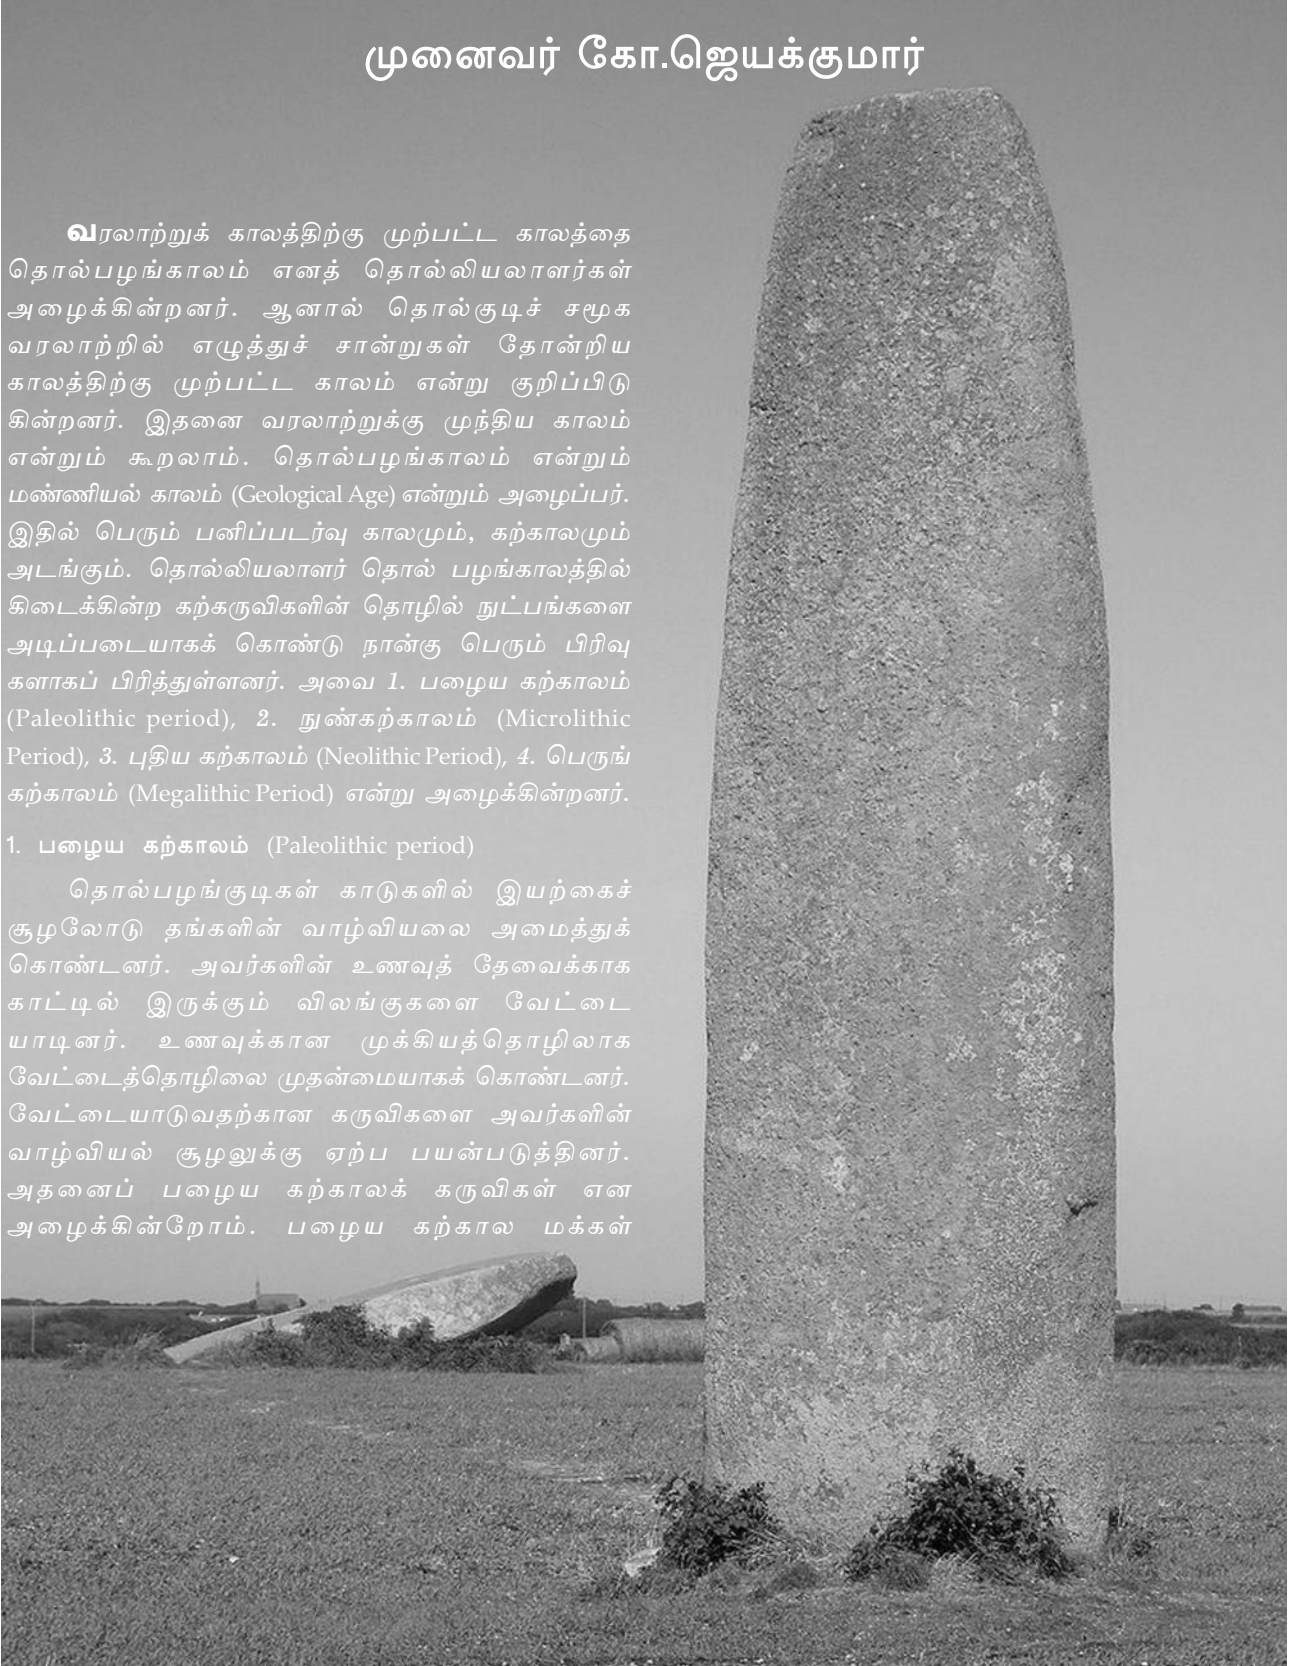 முனைவர் கோ.ஜெயக்குமார்
வரலாற்றுக் காலத்திற்கு முற்பட்ட காலத்தை
தொல்பழங்காலம் எனத் தொல்லியலாளர்கள்
அழைக்கின்றனர். ஆனால் தொல்குடிச் சமூக
வரலாற்றில் எழுத்துச் சான்றுகள் தோன்றிய
காலத்திற்கு முற்பட்ட காலம் என்று குறிப்பிடு
கின்றனர். இதனை வரலாற்றுக்கு முந்திய காலம்
என்றும் கூறலாம். தொல்பழங்காலம் என்றும்
மண்ணியல் காலம் (Geological Age) என்றும் அழைப்பர்.
இதில் பெரும் பனிப்படர்வு காலமும், கற்காலமும்
அடங்கும். தொல்லியலாளர் தொல் பழங்காலத்தில்
கிடைக்கின்ற கற்கருவிகளின் தொழில் நுட்பங்களை
அடிப்படையாகக் கொண்டு நான்கு பெரும் பிரிவு
களாகப் பிரித்துள்ளனர். அவை 1. பழைய கற்காலம்
(Paleolithic period), 2. நுண்கற்காலம் (Microlithic
Period), 3. புதிய கற்காலம் (Neolithic Period), 4. பெருங்
கற்காலம் (Megalithic Period) என்று அழைக்கின்றனர்.
1. பழைய கற்காலம் (Paleolithic period)
தொல்பழங்குடிகள் காடுகளில் இயற்கைச்
சூழலோடு தங்களின் வாழ்வியலை அமைத்துக்
கொண்டனர். அவர்களின் உணவுத் தேவைக்காக
காட்டில் இருக்கும் விலங்குகளை வேட்டை
யாடினர். உணவுக்கான முக்கியத்தொழிலாக
வேட்டைத்தொழிலை முதன்மையாகக் கொண்டனர்.
வேட்டையாடுவதற்கான கருவிகளை அவர்களின்
வாழ்வியல் சூழலுக்கு ஏற்ப பயன்படுத்தினர்.
அதனைப் பழைய கற்காலக் கருவிகள் என
அழைக்கின்றோம். பழைய கற்கால மக்கள்